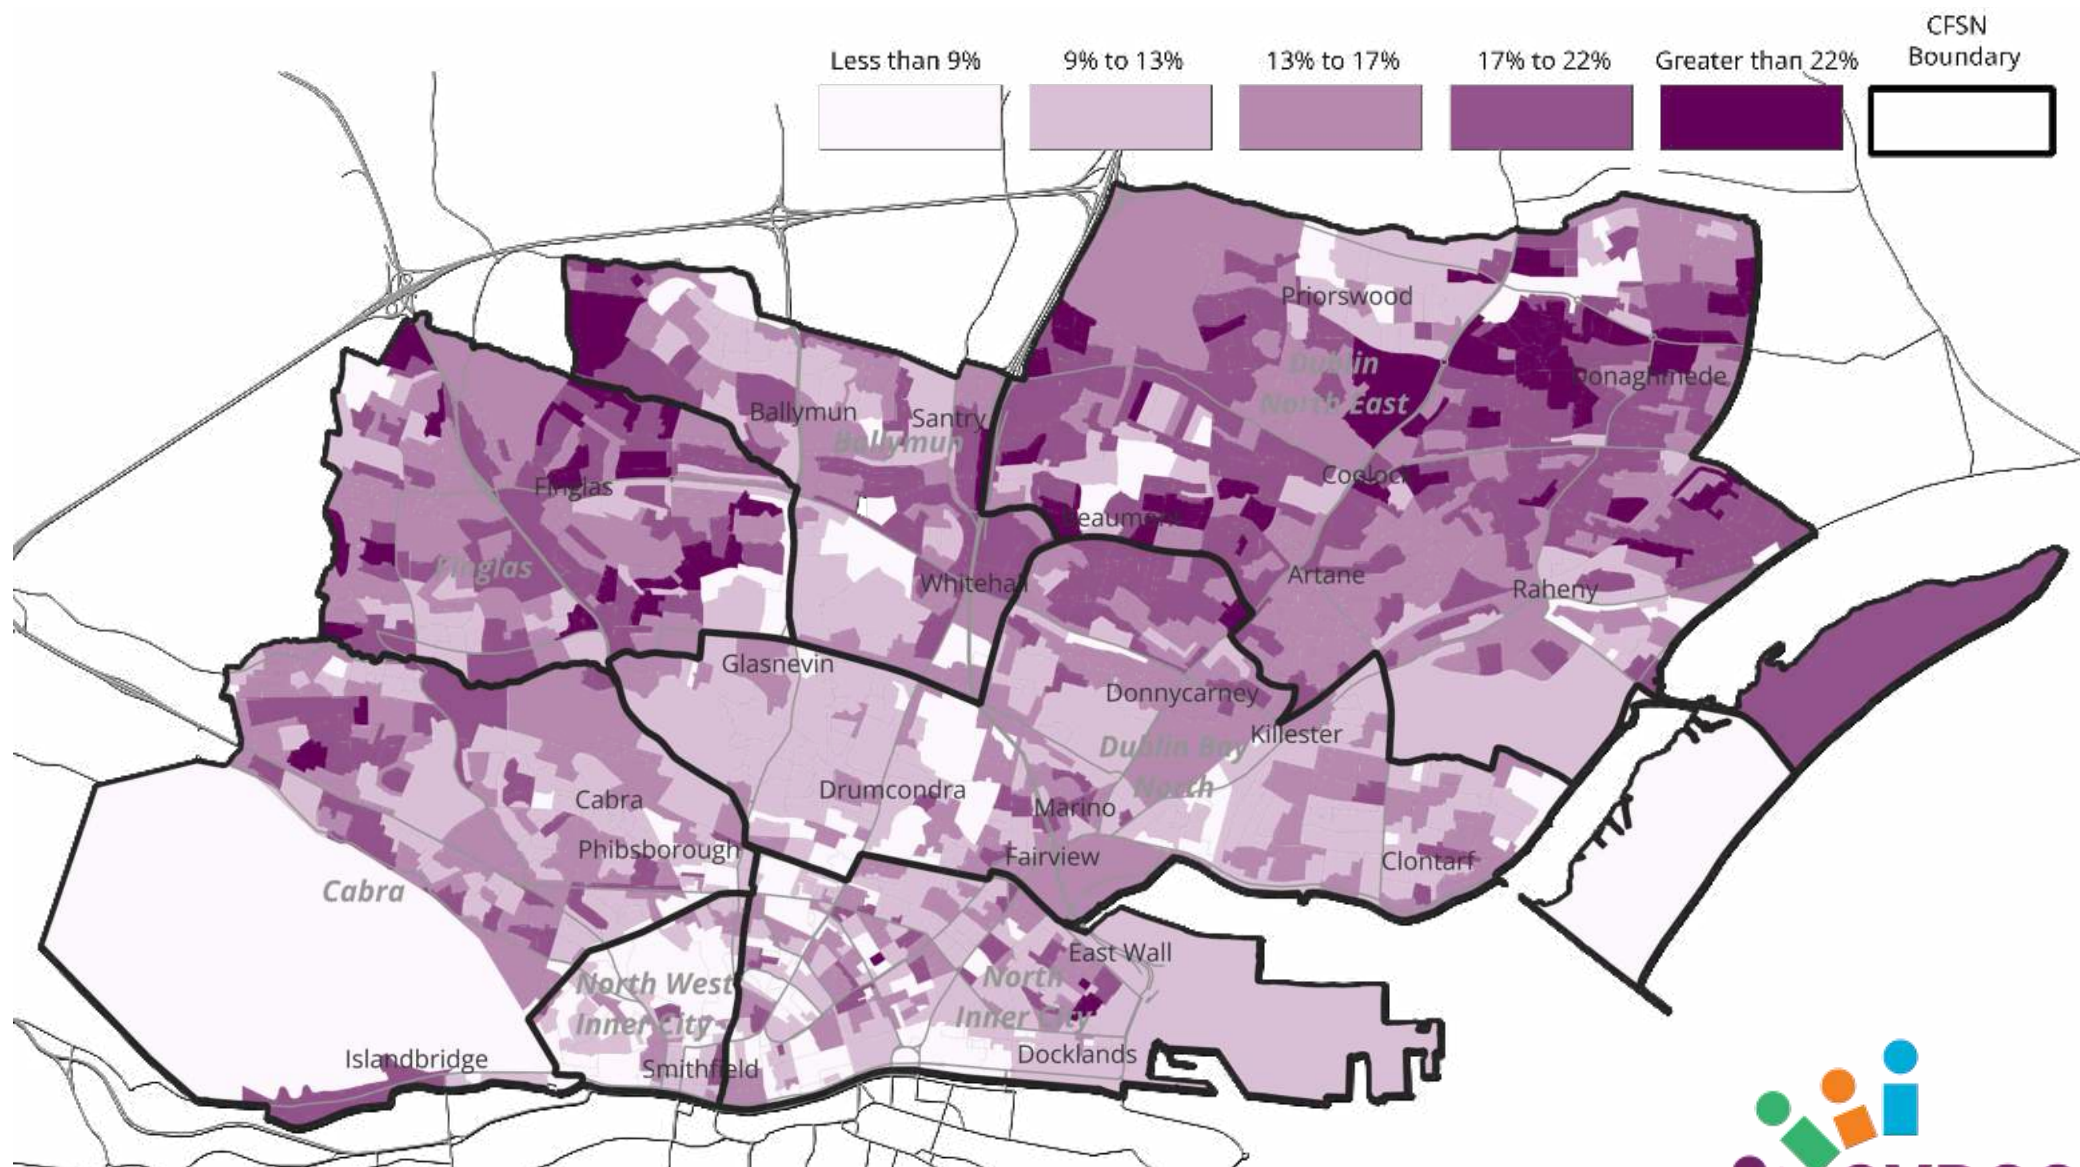 CFSN
Boundary
Less than 9%
9% to 13%
13% to 17%
17% to 22%
Greater than 22%
Priorswood
Dublin
North East
Donaghmede
Ballymun
Santry
Ballymun
Finglas
Coolock
Beaumont
Finglas
Whitehall
Artane
Raheny
Glasnevin
Donnycarney
Killester
Dublin Bay
North
Drumcondra
Marino
Cabra
Phibsborough
Fairview
Clontarf
Cabra
East Wall
North West
Inner City
North
Inner City
Docklands
Islandbridge
Smithfield